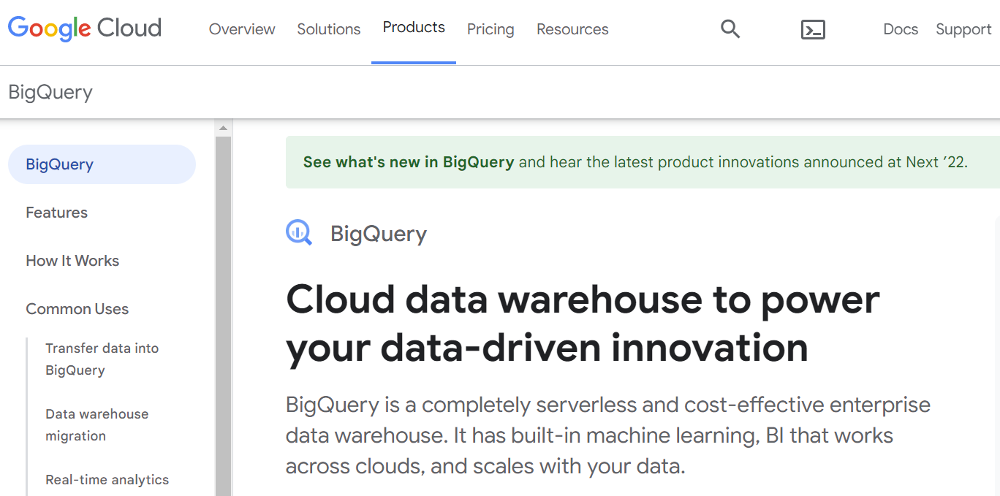 Google Cloud Overview Solutions Products Pricing Resources Docs Support
BigQuery
BigQuery
Features
How It Works
Common Uses
Transfer data into
BigQuery
Data warehouse
migration
Real-time analytics
See what's new in BigQuery and hear the latest product innovations announced at Next ’22.
BigQuery
Cloud data warehouse to power
your data-driven innovation
BigQuery is a completely serverless and cost-effective enterprise
data warehouse. It has built-in machine learning, BI that works
across clouds, and scales with your data.